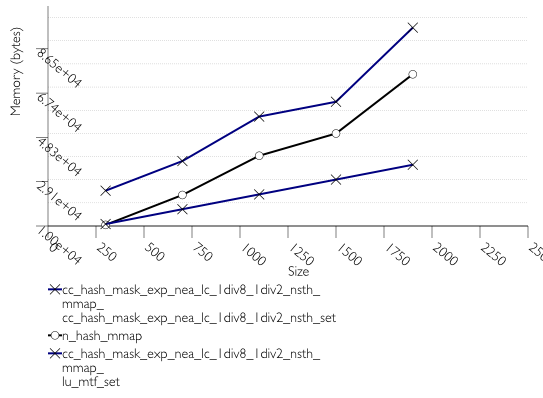 Memory (bytes)
8.65e+04
6.74e+04
4.83e+04
2.91e+04
1.00e+04
0
250
500
750
1000
1250
1500
1750
2000
2250
250
Size
cc_hash_mask_exp_nea_lc_1div8_1div2_nsth_
mmap_
cc_hash_mask_exp_nea_lc_1div8_1div2_nsth_set
n_hash_mmap
cc_hash_mask_exp_nea_lc_1div8_1div2_nsth_
mmap_
lu_mtf_set